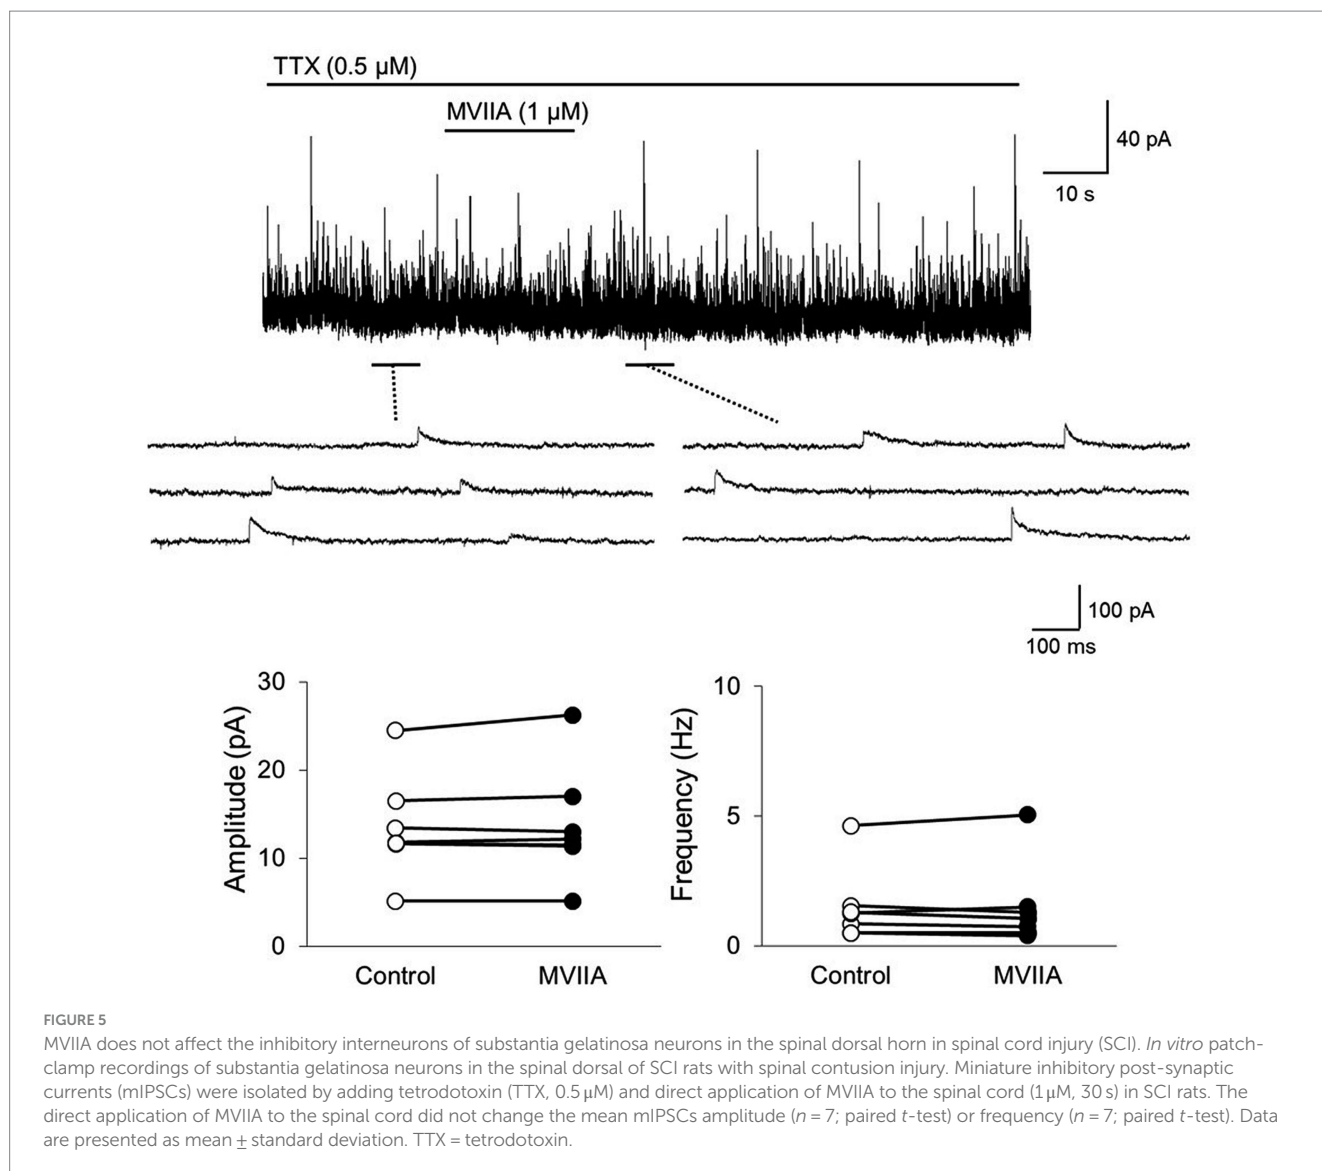 TTX (0.5 µM)
MVIIA (1 µM)
40 pA
10 s
100 pA
100 ms
30
20
10
0
Amplitude (pA)
Control
MVIIA
10
5
0
Frequency (Hz)
Control
MVIIA
FIGURE 5
MVIIA does not affect the inhibitory interneurons of substantia gelatinosa neurons in the spinal dorsal horn in spinal cord injury (SCI). In vitro patch-
clamp recordings of substantia gelatinosa neurons in the spinal dorsal of SCI rats with spinal contusion injury. Miniature inhibitory post-synaptic
currents (mIPSCs) were isolated by adding tetrodotoxin (TTX, 0.5 µM) and direct application of MVIIA to the spinal cord (1 µM, 30 s) in SCI rats. The
direct application of MVIIA to the spinal cord did not change the mean mIPSCs amplitude (n = 7; paired t-test) or frequency (n = 7; paired t-test). Data
are presented as mean ± standard deviation. TTX = tetrodotoxin.